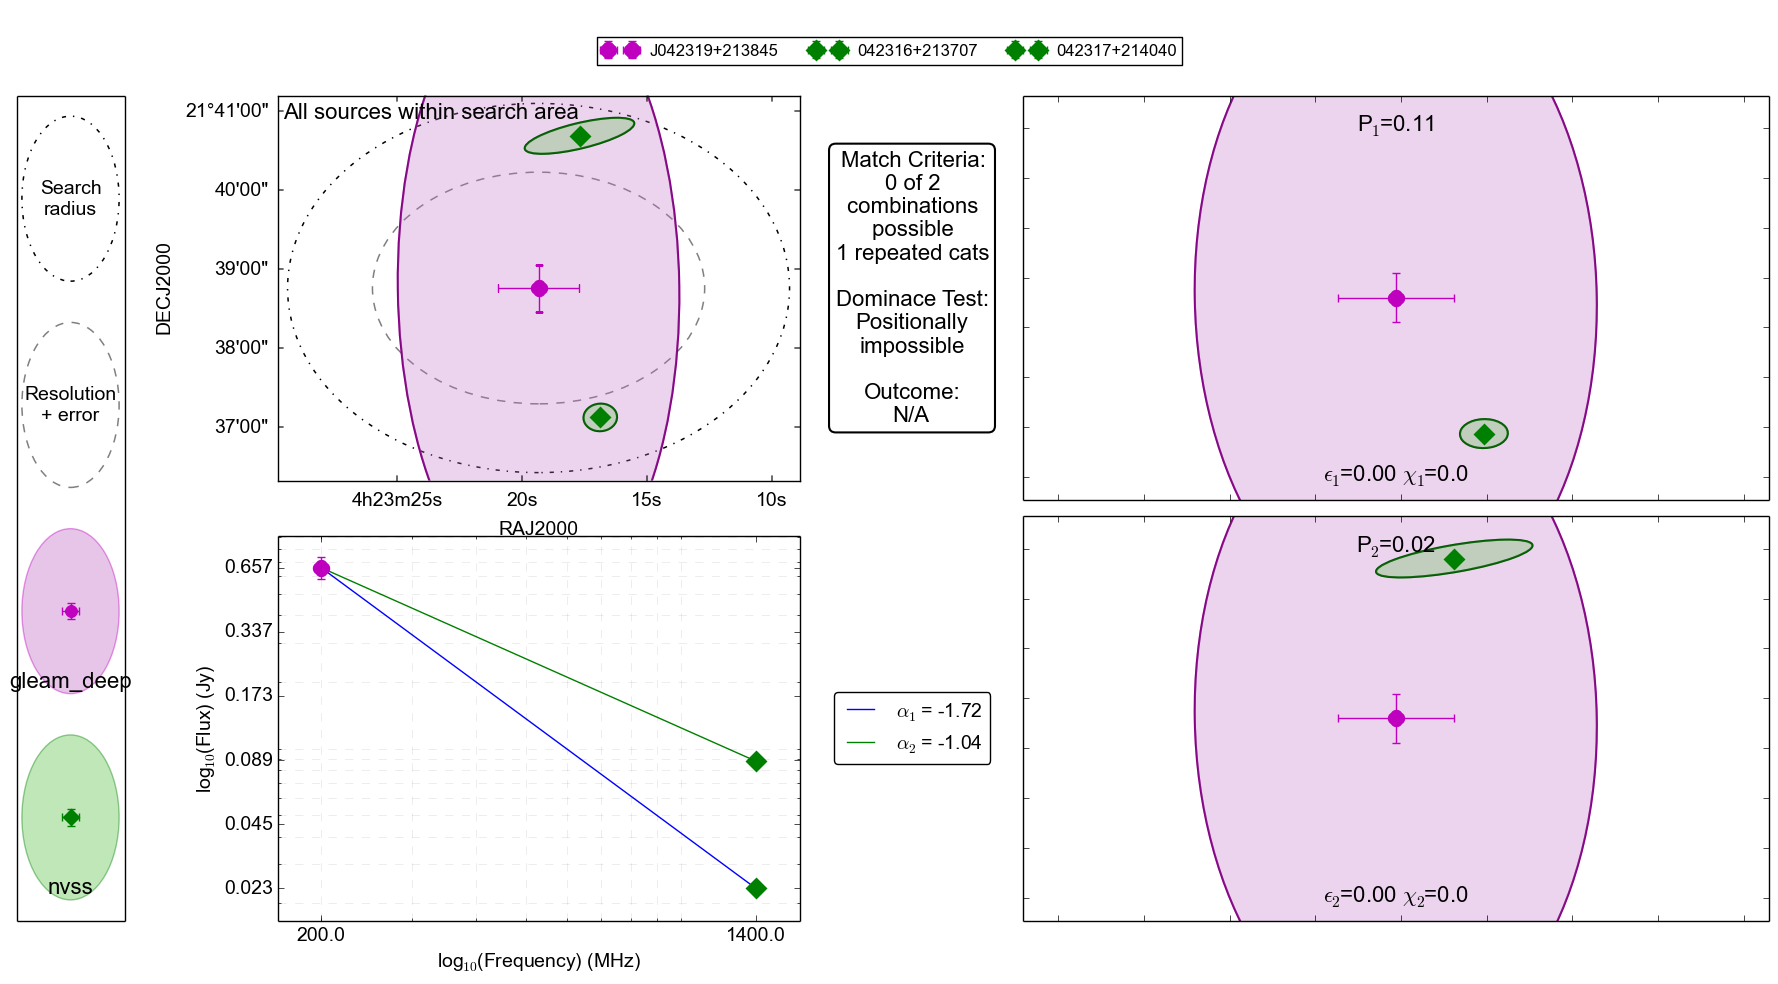 J042319+213845 042316+213707 042317+214040
Search
radius
Resolution
+ error
gleam_deep
nvss
All sources within search area
DECJ2000
21°41'00"
40'00"
39'00"
38'00"
37'00"
4h23m25s 20s 15s 10s
RAJ2000
Match Criteria:
0 of 2
combinations
possible
1 repeated cats
Dominace Test:
Positionally
impossible
Outcome:
N/A
P1=0.11
ϵ1=0.00 χ1=0.0
P2=0.02
ϵ2=0.00 χ2=0.0
log10(Flux) (Jy)
0.657
0.337
0.173
0.089
0.045
0.023
200.0 1400.0
log10(Frequency) (MHz)
α1 = -1.72
α2 = -1.04